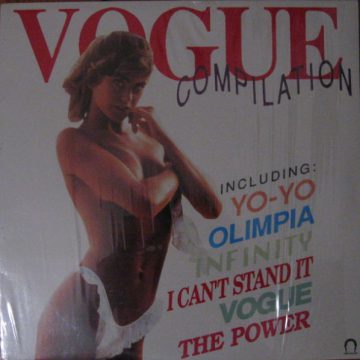 VOGUE
COMPILATION
INCLUDING:
YO-YO
OLIMPIA
INFINITY
I CAN'T STAND IT
VOGUE
THE POWER